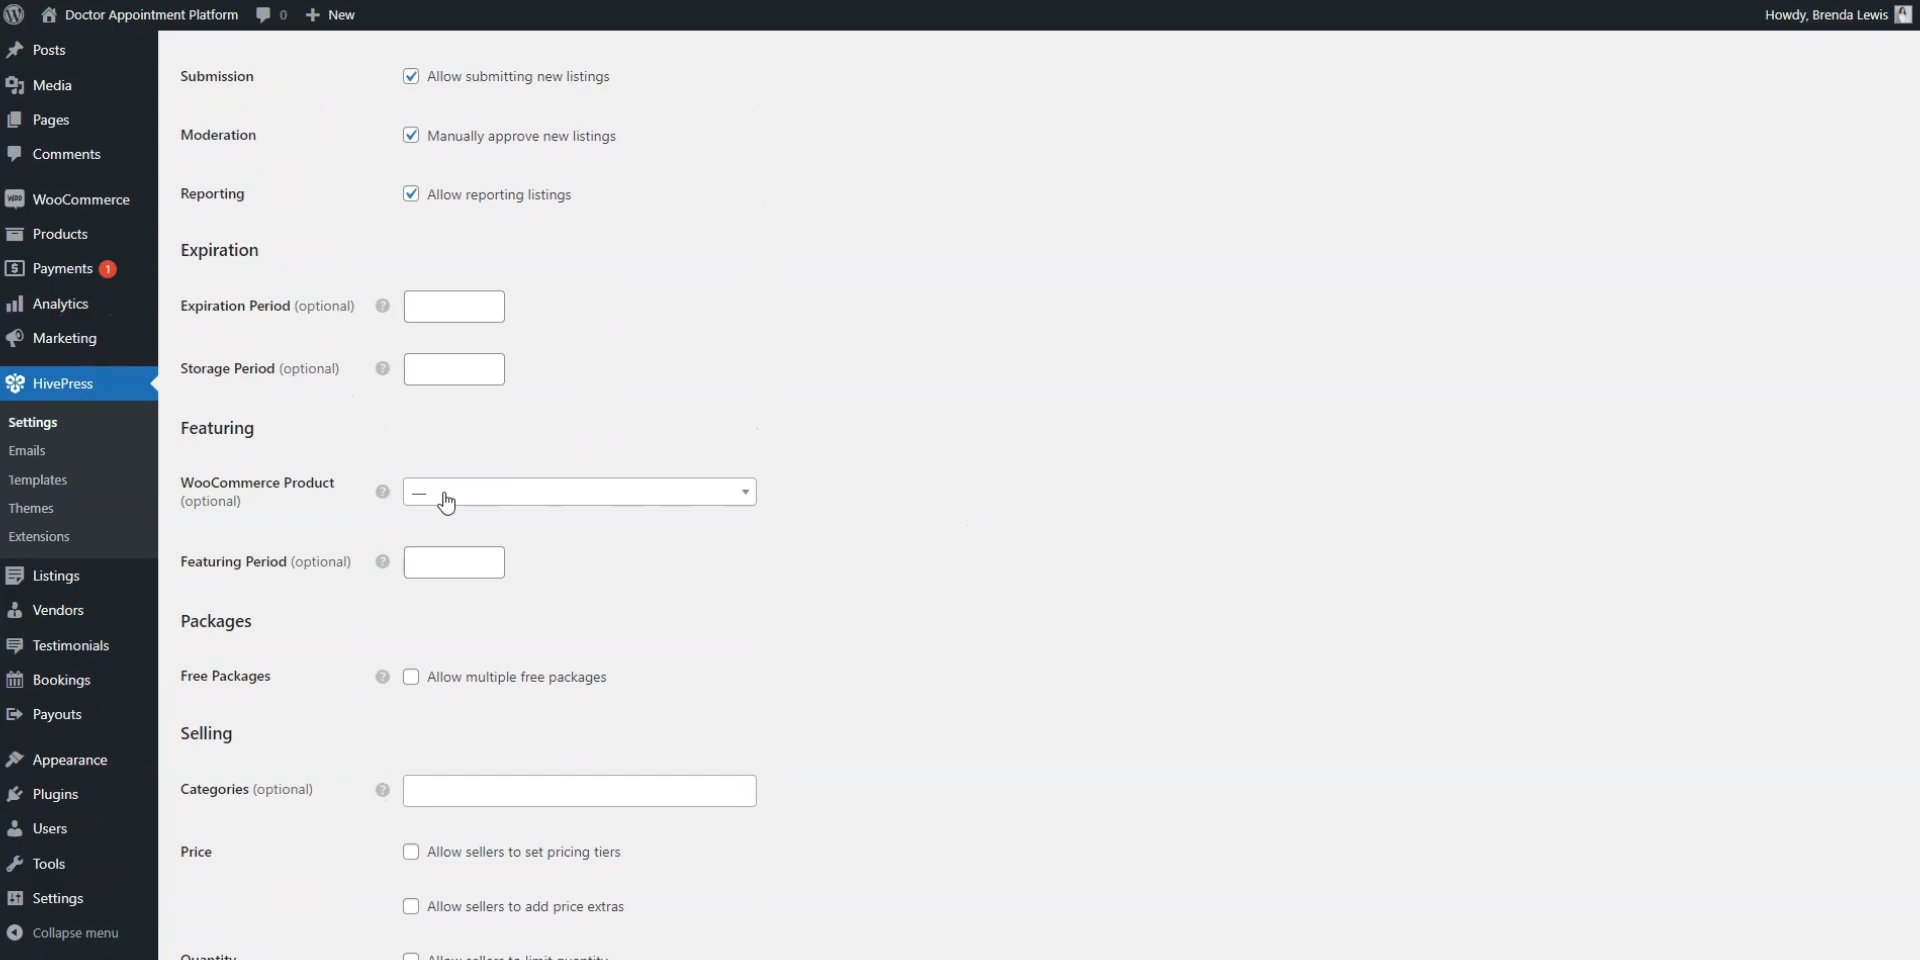 Doctor Appointment Platform
0
New
Howdy, Brenda Lewis
Posts
Media
Pages
Comments
WooCommerce
Products
Payments 1
Analytics
Marketing
HivePress
Settings
Emails
Templates
Themes
Extensions
Listings
Vendors
Testimonials
Bookings
Payouts
Appearance
Plugins
Users
Tools
Settings
Collapse menu
Submission
Allow submitting new listings
Moderation
Manually approve new listings
Reporting
Allow reporting listings
Expiration
Expiration Period (optional)
?
Storage Period (optional)
?
Featuring
WooCommerce Product
(optional)
?
—
Featuring Period (optional)
?
Packages
Free Packages
?
Allow multiple free packages
Selling
Categories (optional)
?
Price
Allow sellers to set pricing tiers
Allow sellers to add price extras
Quantity
Allow sellers to limit quantity